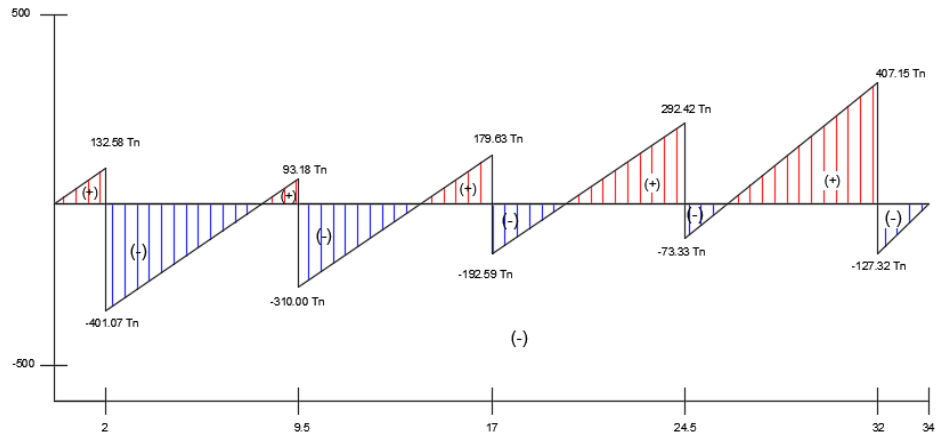 500
407.15 Tn
292.42 Tn
132.58 Tn
179.63 Tn
93.18 Tn
(+)
(+)
(+)
(+)
(+)
(-)
(-)
(-)
(-)
(-)
-73.33 Tn
-127.32 Tn
-192.59 Tn
-310.00 Tn
-401.07 Tn
(-)
-500
2
9.5
17
24.5
32
34